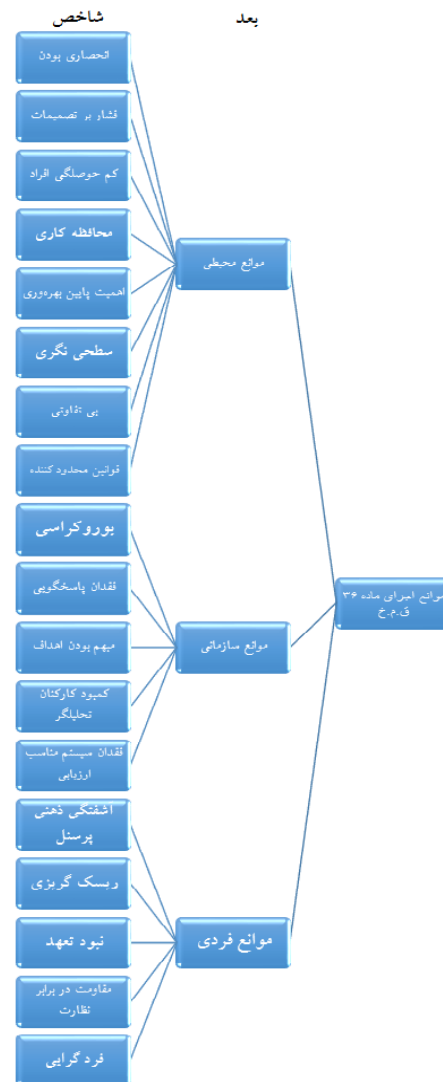 بعد
شاخص
موانع اجرای ماده ۳۶
ق.م.خ
موانع محیطی
انحصاری بودن
فشار بر تصمیمات
کم حوصلگی افراد
محافظه کاری
اهمیت پایین بهره‌وری
سطحی نگری
بی تفاوتی
قوانین محدود کننده
موانع سازمانی
بوروکراسی
فقدان پاسخگویی
مبهم بودن اهداف
کمبود کارکنان
تحلیلگر
فقدان سیستم مناسب
ارزیابی
موانع فردی
آشفتگی ذهنی
پرسنل
ریسک گریزی
نبود تعهد
مقاومت در برابر
نظارت
فرد گرایی